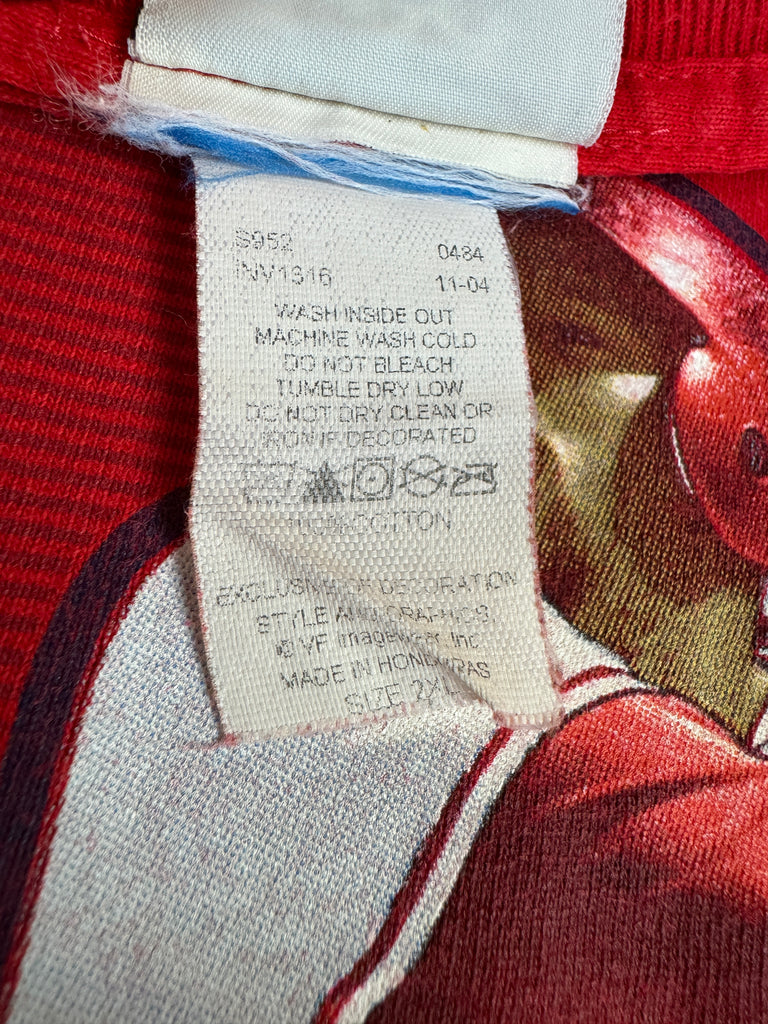 S952 0484
INV1316 11-04
WASH INSIDE OUT
MACHINE WASH COLD
DO NOT BLEACH
TUMBLE DRY LOW
DO NOT DRY CLEAN OR
IRON IF DECORATED
100% COTTON
EXCLUSIVE OF DECORATION
STYLE AND GRAPHICS,
© VF Imagewear, Inc
MADE IN HONDURAS
SIZE 2XL